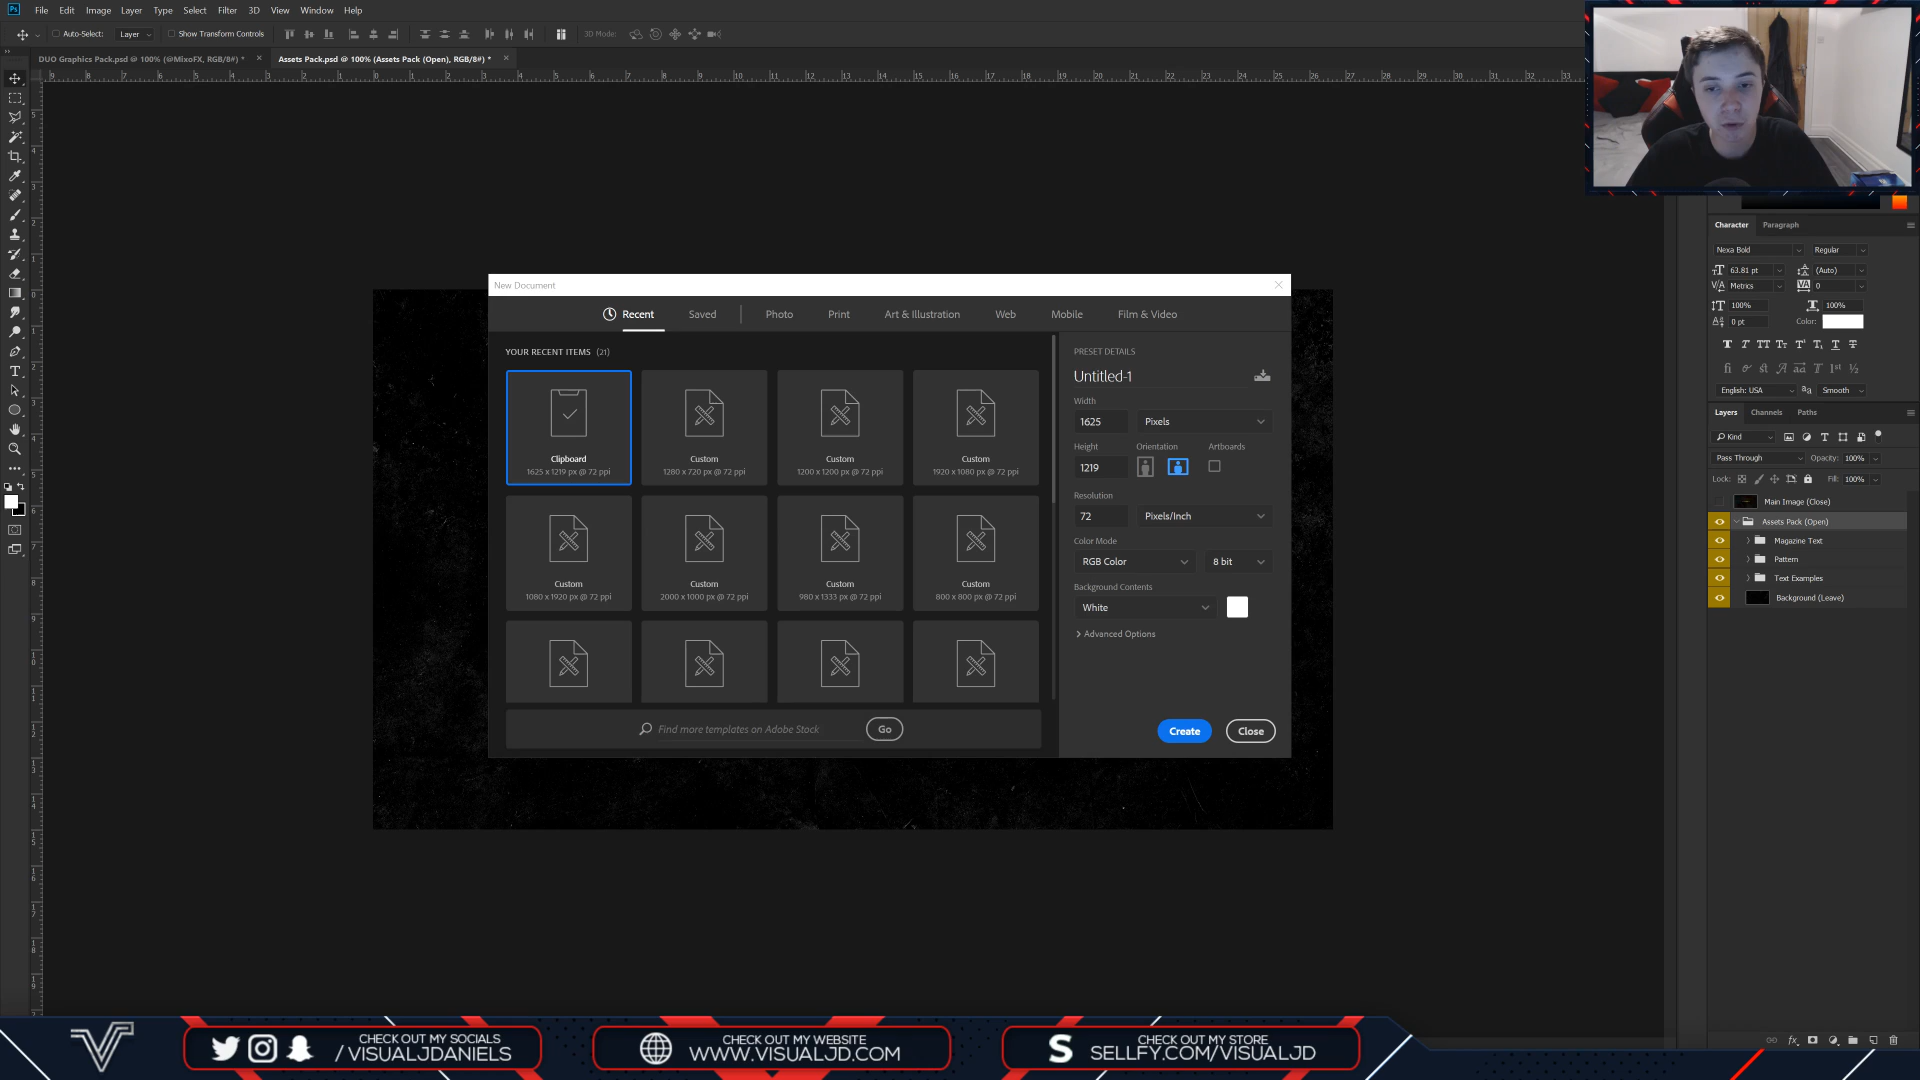 File Edit Image Layer Type Select Filter 3D View Window Help
Auto-Select: Layer Show Transform Controls 3D Mode:
DUO Graphics Pack.psd @ 100% (@MixoFX, RGB/8#) *
Assets Pack.psd @ 100% (Assets Pack (Open), RGB/8#) *
New Document
Recent Saved Photo Print Art & Illustration Web Mobile Film & Video
YOUR RECENT ITEMS (21)
Clipboard
1625 x 1219 px @ 72 ppi
Custom
1280 x 720 px @ 72 ppi
Custom
1200 x 1200 px @ 72 ppi
Custom
1920 x 1080 px @ 72 ppi
Custom
1080 x 1920 px @ 72 ppi
Custom
2000 x 1000 px @ 72 ppi
Custom
980 x 1333 px @ 72 ppi
Custom
800 x 800 px @ 72 ppi
Find more templates on Adobe Stock
Go
PRESET DETAILS
Untitled-1
Width
1625 Pixels
Height Orientation Artboards
1219
Resolution
72 Pixels/Inch
Color Mode
RGB Color 8 bit
Background Contents
White
Advanced Options
Create Close
Character Paragraph
Nexa Bold Regular
63.81 pt (Auto)
Metrics 0
100% 100%
0 pt Color:
English: USA Smooth
Layers Channels Paths
Kind
Pass Through Opacity: 100%
Lock: Fill: 100%
Main Image (Close)
Assets Pack (Open)
Magazine Text
Pattern
Text Examples
Background (Leave)
CHECK OUT MY SOCIALS
/VISUALJDANIELS
CHECK OUT MY WEBSITE
WWW.VISUALJD.COM
CHECK OUT MY STORE
SELLFY.COM/VISUALJD